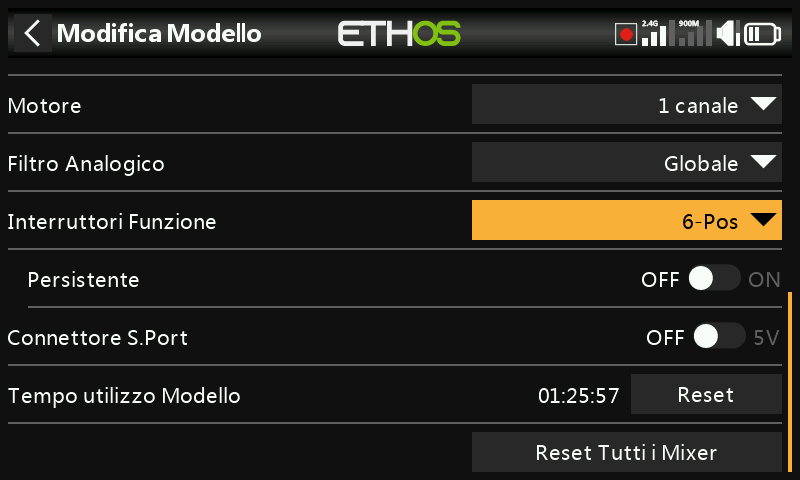 Modifica Modello
ETHOS
2.4G
900M
Motore
1 canale
Filtro Analogico
Globale
Interruttori Funzione
6-Pos
Persistente
OFF
ON
Connettore S.Port
OFF
5V
Tempo utilizzo Modello
01:25:57
Reset
Reset Tutti i Mixer